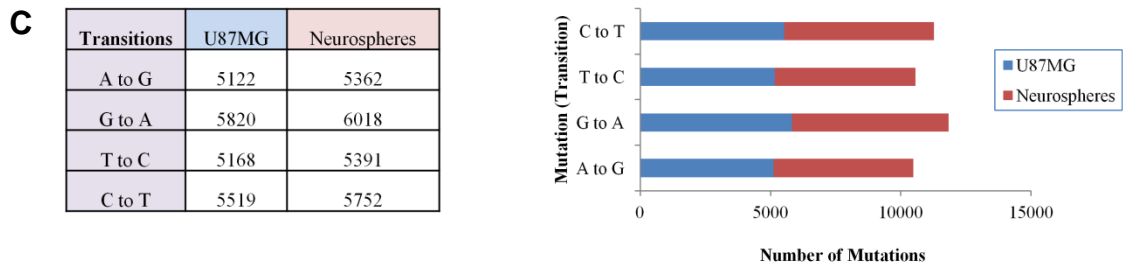 C
Transitions U87MG Neurospheres
A to G 5122 5362
G to A 5820 6018
T to C 5168 5391
C to T 5519 5752
Mutation (Transition)
C to T
T to C
G to A
A to G
0 5000 10000 15000
Number of Mutations
U87MG
Neurospheres